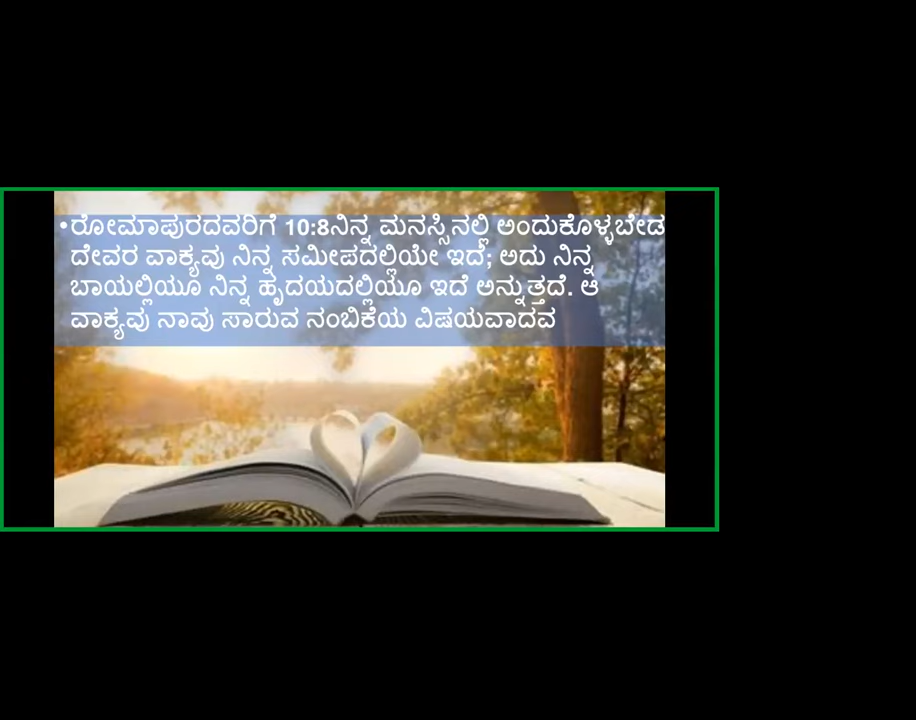 •ರೋಮಾಪುರದವರಿಗೆ 10:8ನಿನ್ನ ಮನಸ್ಸಿನಲ್ಲಿ ಅಂದುಕೊಳ್ಳಬೇಡ
ದೇವರ ವಾಕ್ಯವು ನಿನ್ನ ಸಮೀಪದಲ್ಲಿಯೇ ಇದೆ; ಅದು ನಿನ್ನ
ಬಾಯಲ್ಲಿಯೂ ನಿನ್ನ ಹೃದಯದಲ್ಲಿಯೂ ಇದೆ ಅನ್ನುತ್ತದೆ. ಆ
ವಾಕ್ಯವು ನಾವು ಸಾರುವ ನಂಬಿಕೆಯ ವಿಷಯವಾದವ